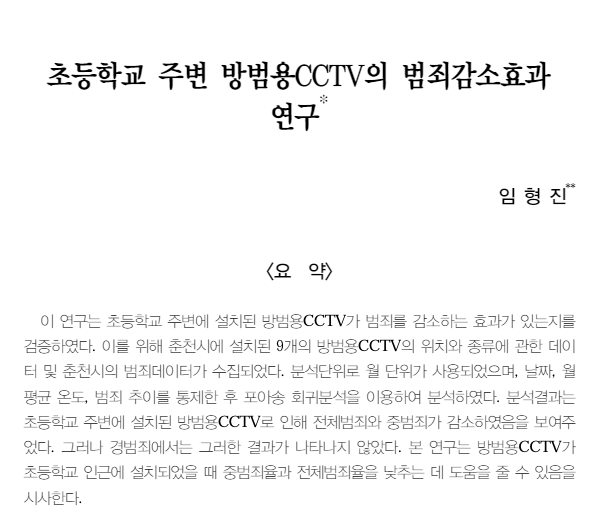 초등학교 주변 방범용CCTV의 범죄감소효과
연구*
임 형 진**
〈요 약〉
이 연구는 초등학교 주변에 설치된 방범용CCTV가 범죄를 감소하는 효과가 있는지를
검증하였다. 이를 위해 춘천시에 설치된 9개의 방범용CCTV의 위치와 종류에 관한 데이
터 및 춘천시의 범죄데이터가 수집되었다. 분석단위로 월 단위가 사용되었으며, 날짜, 월
평균 온도, 범죄 추이를 통제한 후 포아송 회귀분석을 이용하여 분석하였다. 분석결과는
초등학교 주변에 설치된 방범용CCTV로 인해 전체범죄와 중범죄가 감소하였음을 보여주
었다. 그러나 경범죄에서는 그러한 결과가 나타나지 않았다. 본 연구는 방범용CCTV가
초등학교 인근에 설치되었을 때 중범죄율과 전체범죄율을 낮추는 데 도움을 줄 수 있음을
시사한다.